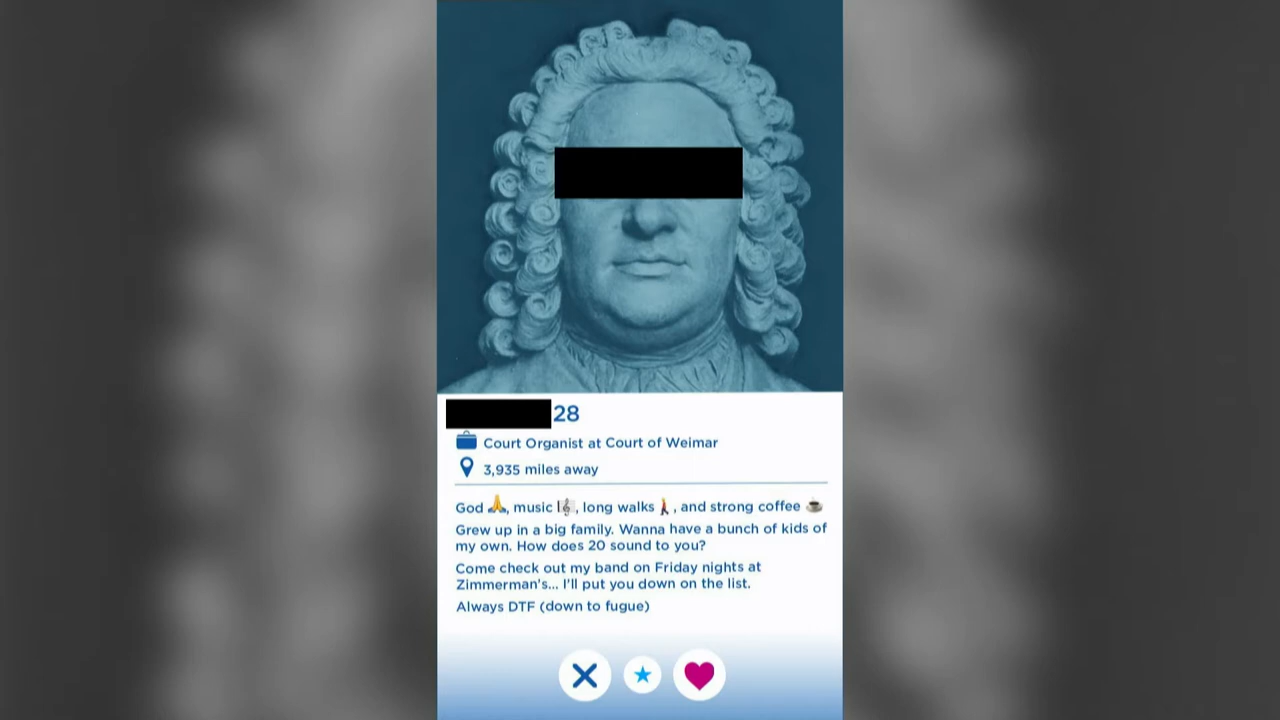 28
Court Organist at Court of Weimar
3,935 miles away
God 🙏, music 🎼, long walks 🚶, and strong coffee ☕
Grew up in a big family. Wanna have a bunch of kids of
my own. How does 20 sound to you?
Come check out my band on Friday nights at
Zimmerman's... I'll put you down on the list.
Always DTF (down to fugue)